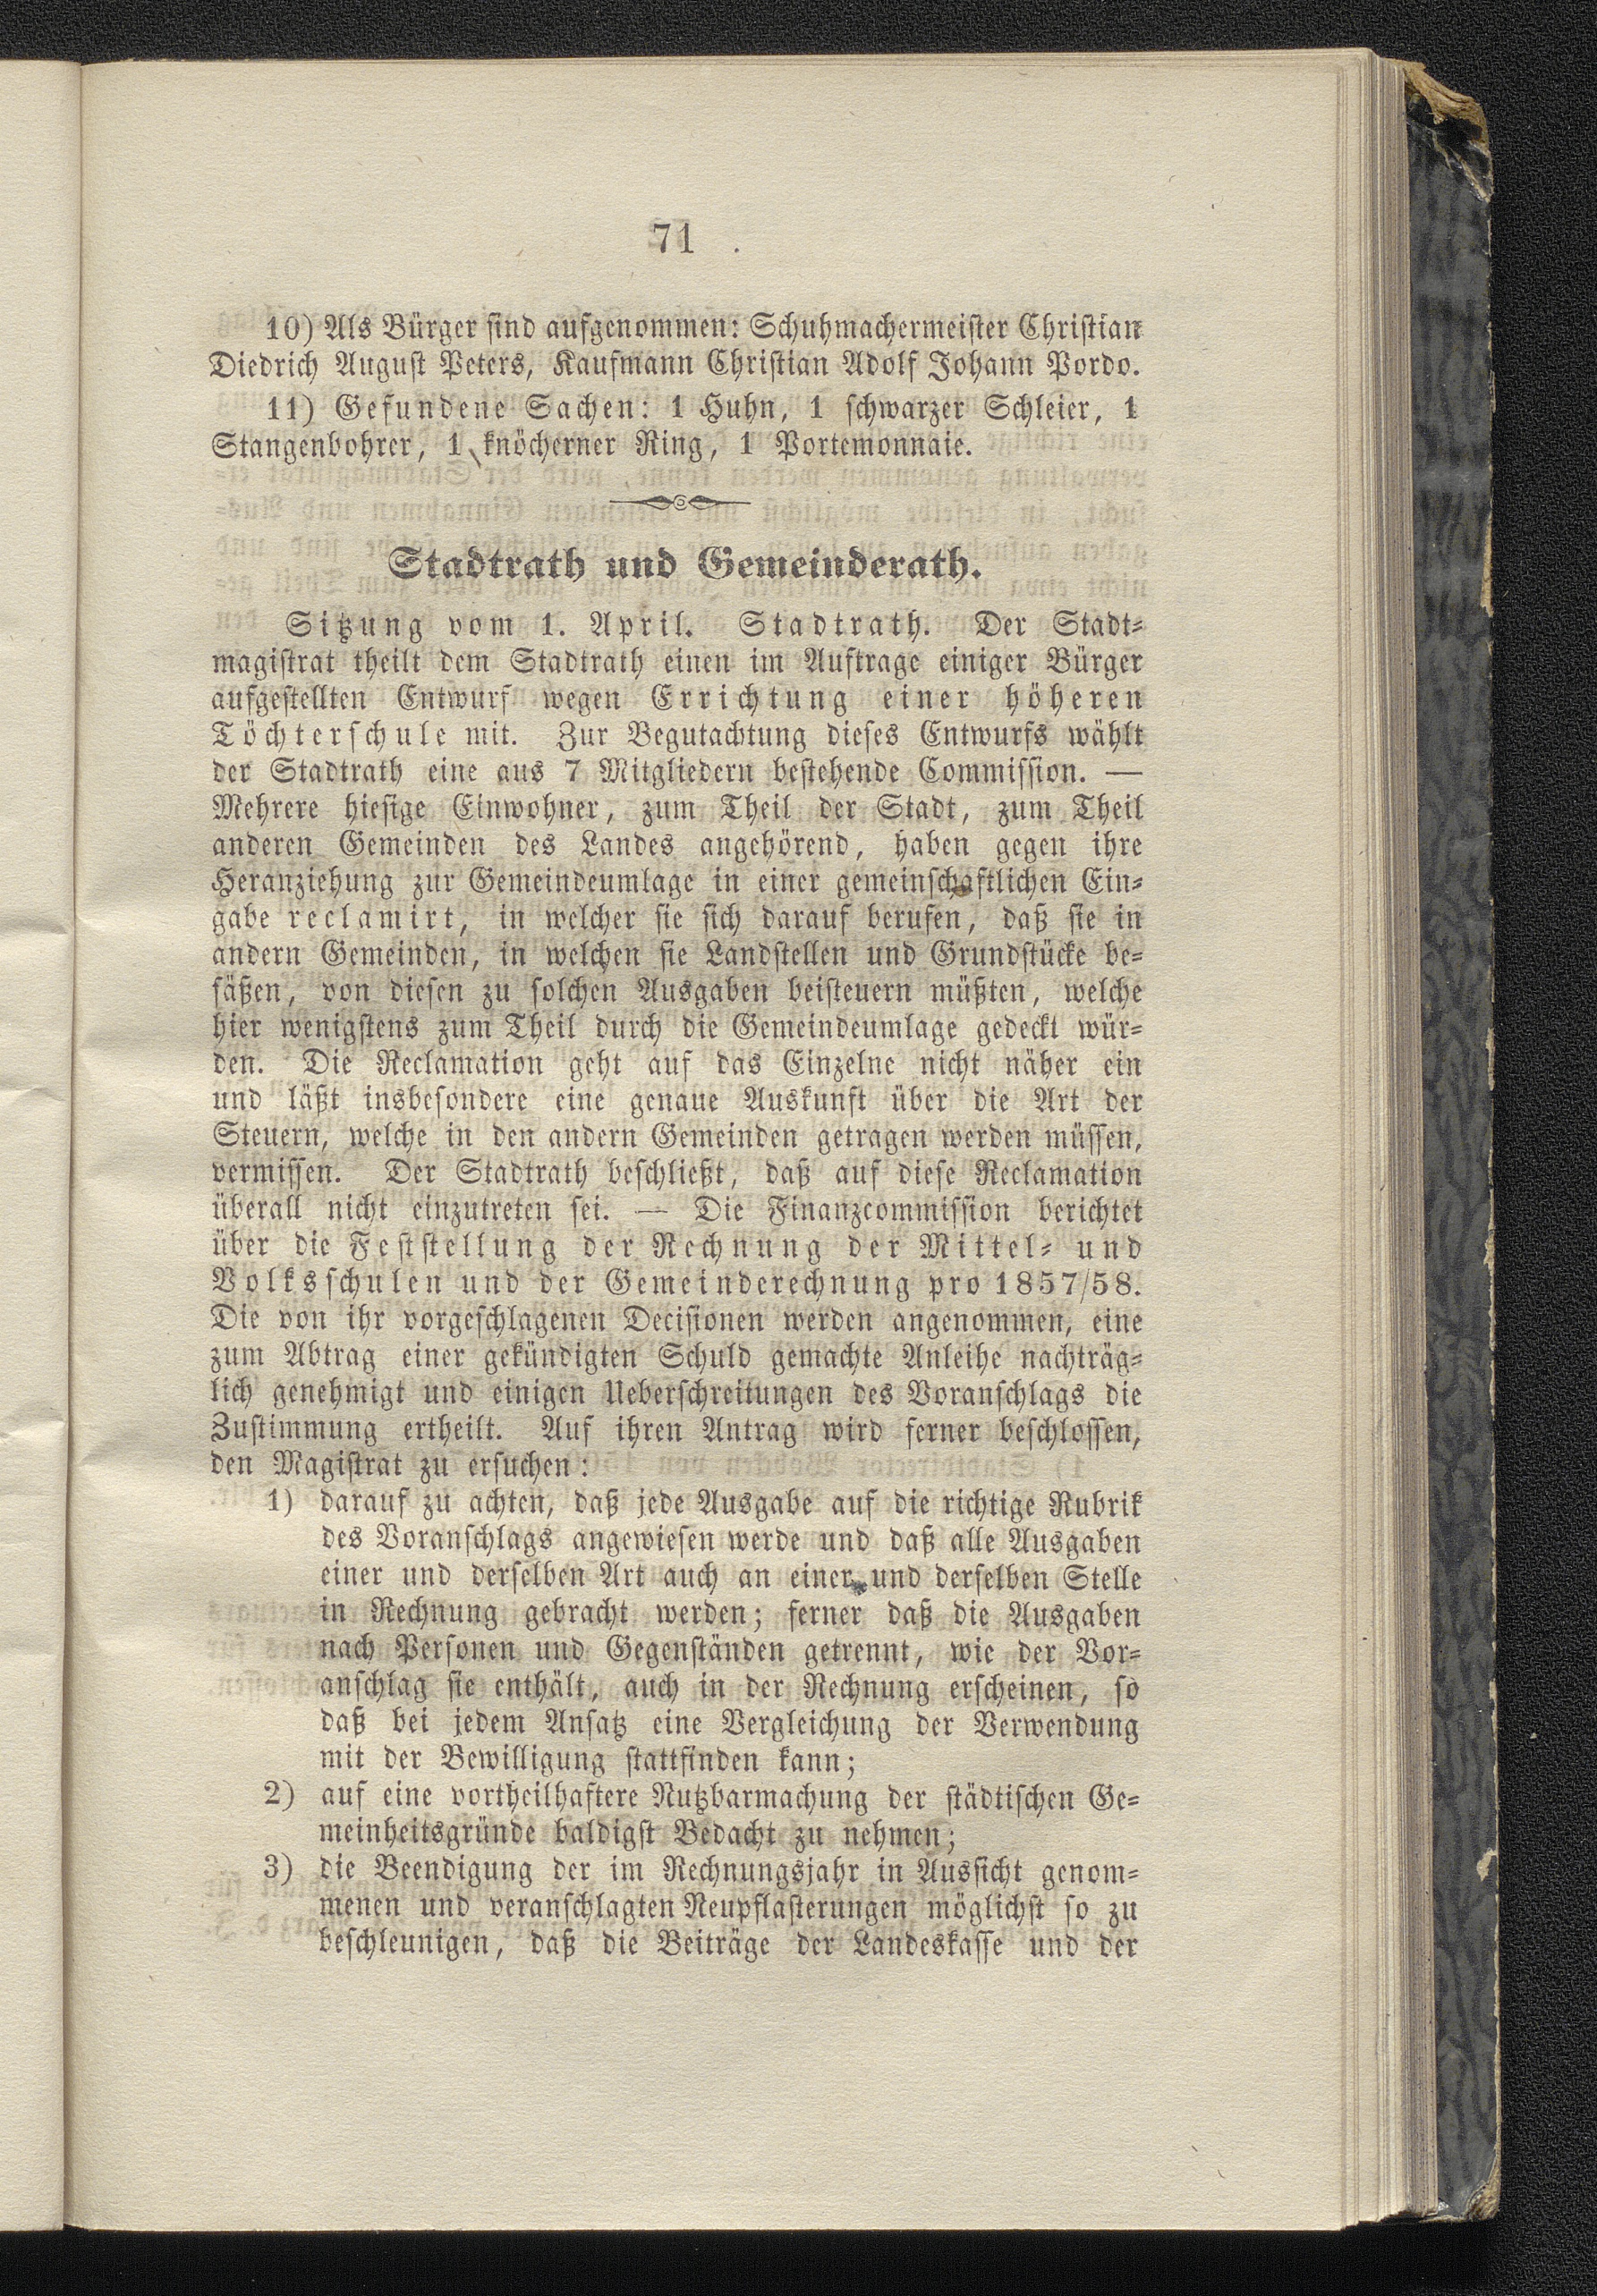 71
10) Als Bürger sind aufgenommen: Schuhmachermeister Christian
Diedrich August Peters, Kaufmann Christian Adolf Johann Pordo.
11) Gefundene Sachen: 1 Huhn, 1 schwarzer Schleier, 1
Stangenbohrer, 1 knöcherner Ring, 1 Portemonnaie.
Stadtrath und Gemeinderath.
Sitzung vom 1. April. Stadtrath. Der Stadt-
magistrat theilt dem Stadtrath einen im Auftrage einiger Bürger
aufgestellten Entwurf wegen Errichtung einer höheren
Töchterschule mit. Zur Begutachtung dieses Entwurfs wählt
der Stadtrath eine aus 7 Mitgliedern bestehende Commission. —
Mehrere hiesige Einwohner, zum Theil der Stadt, zum Theil
anderen Gemeinden des Landes angehörend, haben gegen ihre
Heranziehung zur Gemeindeumlage in einer gemeinschaftlichen Ein-
gabe reclamirt, in welcher sie sich darauf berufen, daß sie in
andern Gemeinden, in welchen sie Landstellen und Grundstücke be-
säßen, von diesen zu solchen Ausgaben beisteuern müßten, welche
hier wenigstens zum Theil durch die Gemeindeumlage gedeckt wür-
den. Die Reclamation geht auf das Einzelne nicht näher ein
und läßt insbesondere eine genaue Auskunft über die Art der
Steuern, welche in den andern Gemeinden getragen werden müssen,
vermissen. Der Stadtrath beschließt, daß auf diese Reclamation
überall nicht einzutreten sei. — Die Finanzcommission berichtet
über die Feststellung der Rechnung der Mittel- und
Volksschulen und der Gemeinderechnung pro 1857/58.
Die von ihr vorgeschlagenen Decisionen werden angenommen, eine
zum Abtrag einer gekündigten Schuld gemachte Anleihe nachträg-
lich genehmigt und einigen Ueberschreitungen des Voranschlags die
Zustimmung ertheilt. Auf ihren Antrag wird ferner beschlossen,
den Magistrat zu ersuchen:
1) darauf zu achten, daß jede Ausgabe auf die richtige Rubrik
des Voranschlags angewiesen werde und daß alle Ausgaben
einer und derselben Art auch an einer und derselben Stelle
in Rechnung gebracht werden; ferner daß die Ausgaben
nach Personen und Gegenständen getrennt, wie der Vor-
anschlag sie enthält, auch in der Rechnung erscheinen, so
daß bei jedem Ansatz eine Vergleichung der Verwendung
mit der Bewilligung stattfinden kann;
2) auf eine vortheilhaftere Nutzbarmachung der städtischen Ge-
meinheitsgründe baldigst Bedacht zu nehmen;
3) die Beendigung der im Rechnungsjahr in Aussicht genom-
menen und veranschlagten Neupflasterungen möglichst so zu
beschleunigen, daß die Beiträge der Landeskasse und der